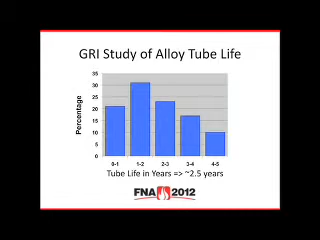 GRI Study of Alloy Tube Life
35
30
25
20
15
10
5
0
Percentage
0-1 1-2 2-3 3-4 4-5
Tube Life in Years => ~2.5 years
FNA 2012